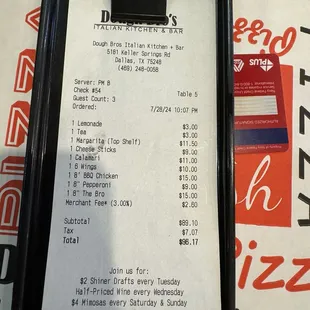 Dough Bro's
ITALIAN KITCHEN & BAR
Dough Bros Italian Kitchen + Bar
5181 Keller Springs Rd
Dallas, TX 75248
(469) 248-0058
Server: PM B
Check #54 Table 5
Guest Count: 3
Ordered: 7/28/24 10:07 PM
1 Lemonade $3.00
1 Tea $3.00
1 Margarita (Top Shelf) $11.50
1 Cheese Sticks $9.00
1 Calamari $11.00
1 6 Wings $10.00
1 8' BBQ Chicken $15.00
1 8" Pepperoni $9.00
1 8" The Bro $15.00
Merchant Fee* (3.00%) $2.60
Subtotal $89.10
Tax $7.07
Total $96.17
Join us for:
$2 Shiner Drafts every Tuesday
Half-Priced Wine every Wednesday
$4 Mimosas every Saturday & Sunday
PLUS
Pizz